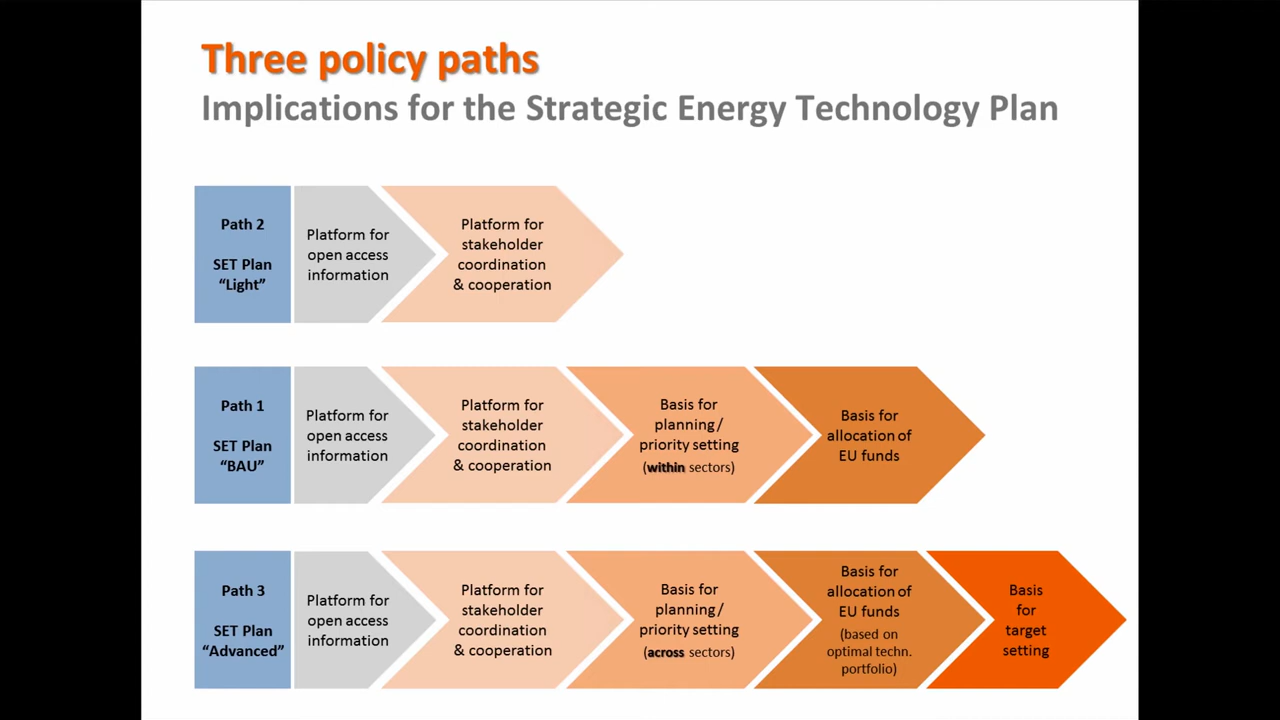 Three policy paths
Implications for the Strategic Energy Technology Plan
Path 2
SET Plan
“Light”
Platform for
open access
information
Platform for
stakeholder
coordination
& cooperation
Path 1
SET Plan
“BAU”
Platform for
open access
information
Platform for
stakeholder
coordination
& cooperation
Basis for
planning/
priority setting
(within sectors)
Basis for
allocation of
EU funds
Path 3
SET Plan
“Advanced”
Platform for
open access
information
Platform for
stakeholder
coordination
& cooperation
Basis for
planning/
priority setting
(across sectors)
Basis for
allocation of
EU funds
(based on
optimal techn.
portfolio)
Basis
for
target
setting